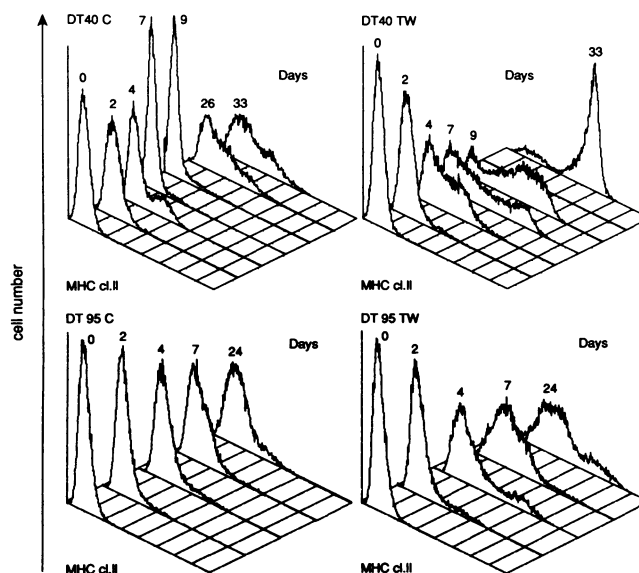 DT40 C
7 9
0 2 4
Days
26 33
MHC cl.II
DT40 TW
0 2 4 7 9
Days
33
MHC cl.II
cell number
DT 95 C
0 2 4 7 24
Days
MHC cl.II
DT 95 TW
0 2 4 7 24
Days
MHC cl.II